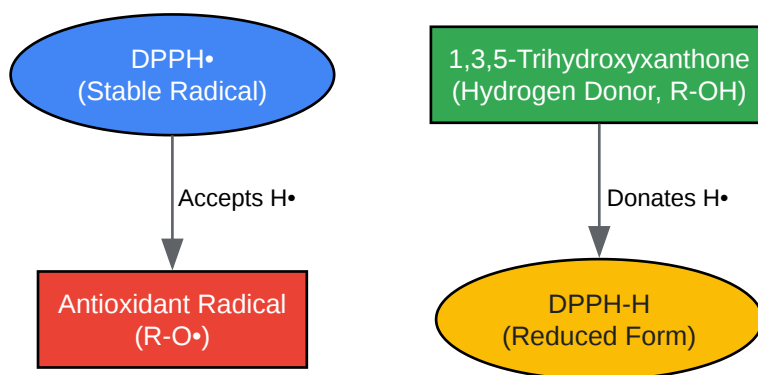 DPPH•
(Stable Radical)
1,3,5-Trihydroxyxanthone
(Hydrogen Donor, R-OH)
Accepts H•
Donates H•
Antioxidant Radical
(R-O•)
DPPH-H
(Reduced Form)